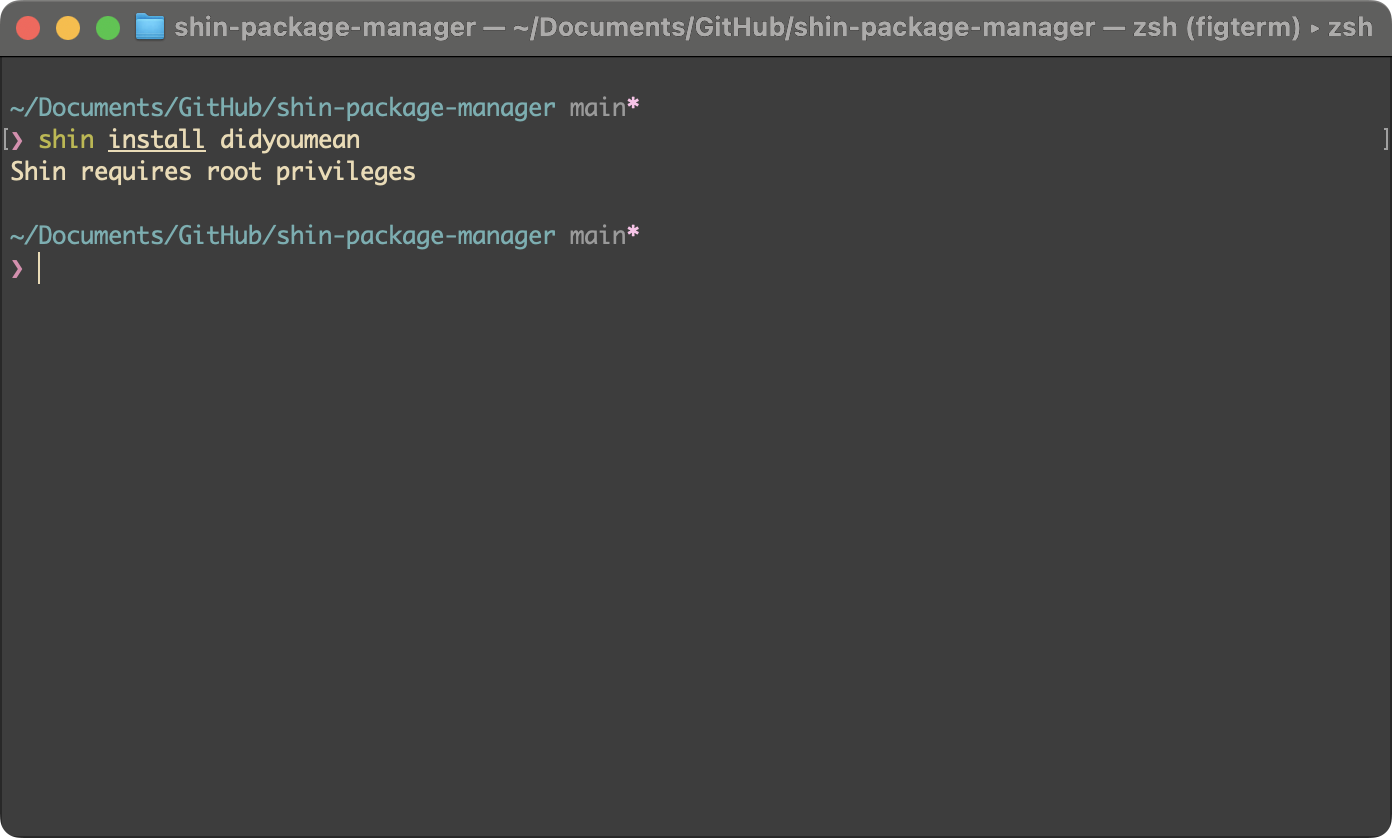 shin-package-manager — ~/Documents/GitHub/shin-package-manager — zsh (figterm) ▸ zsh
~/Documents/GitHub/shin-package-manager main*
[❯ shin install didyoumean ]
Shin requires root privileges
~/Documents/GitHub/shin-package-manager main*
❯